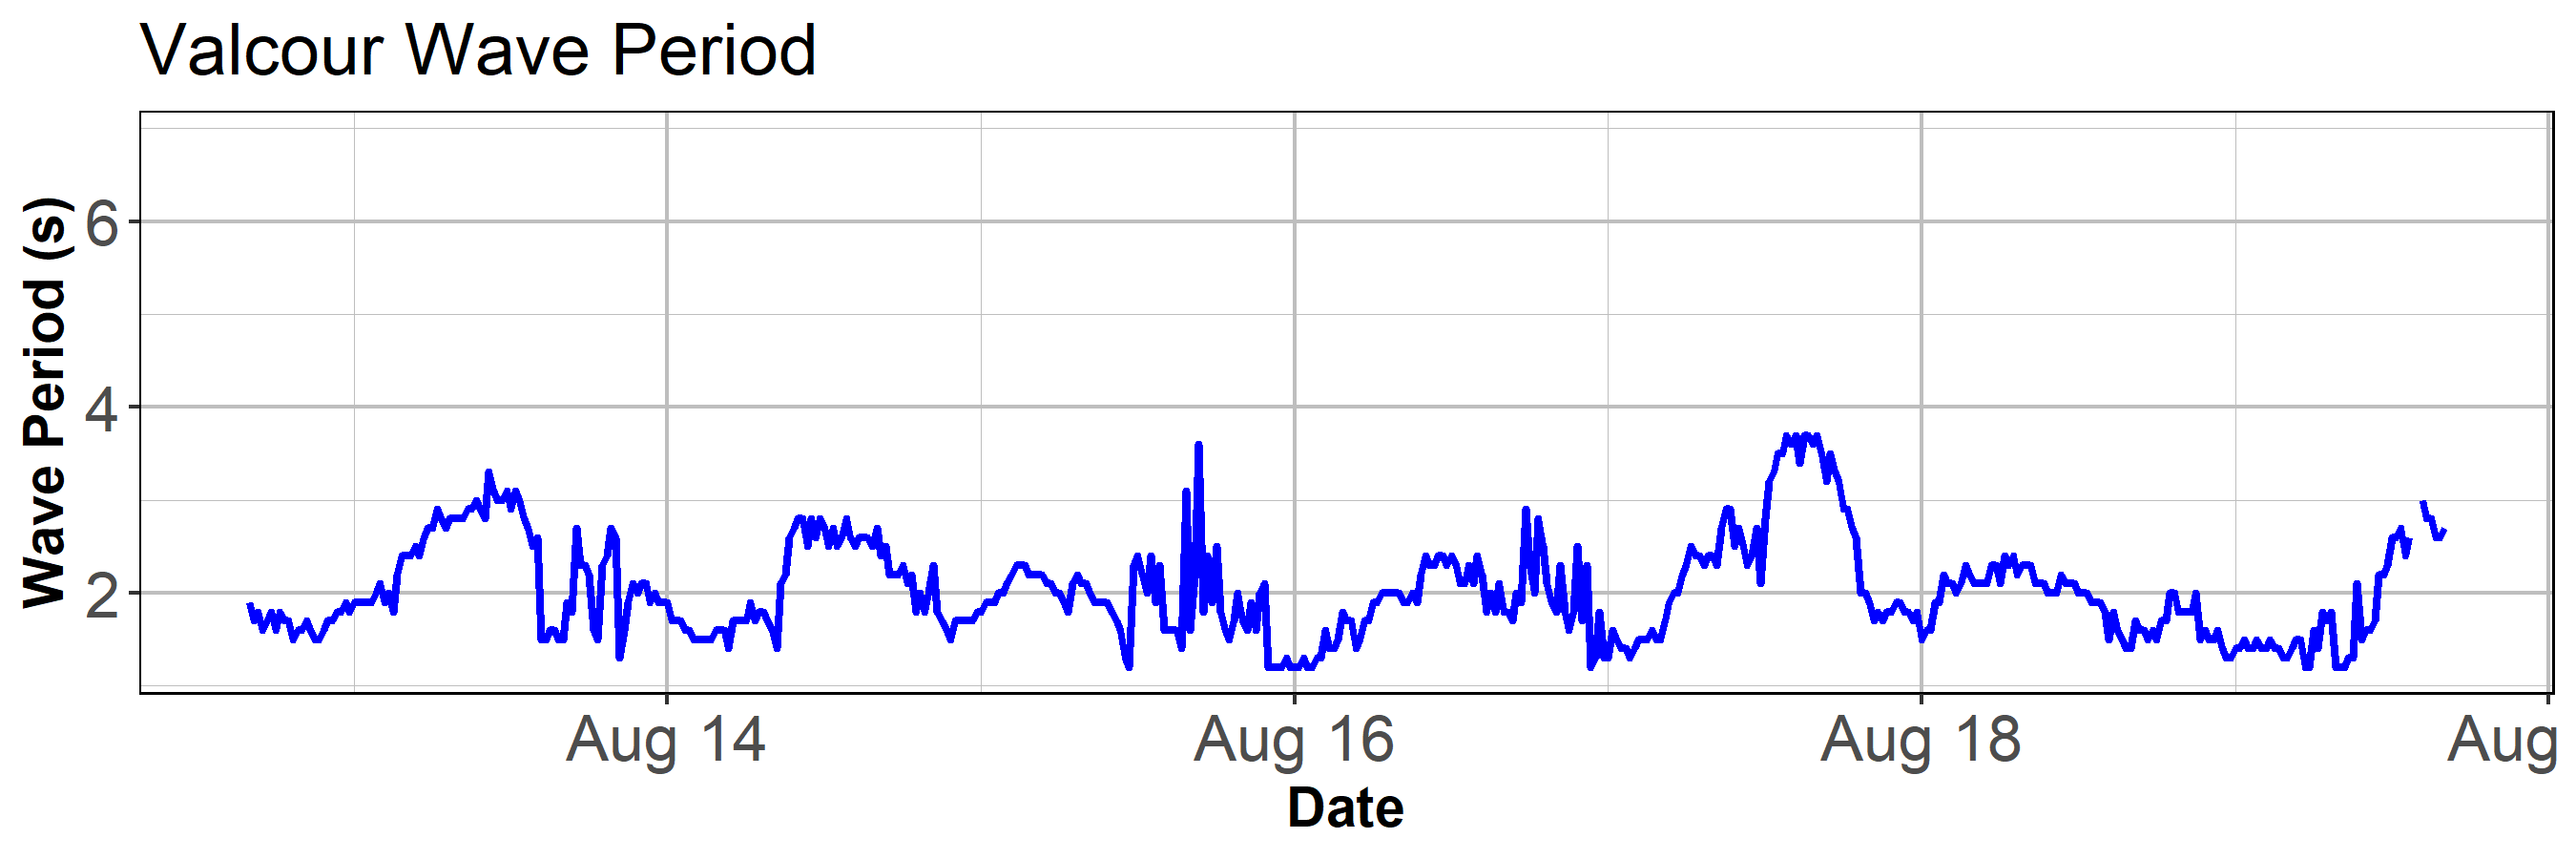 Valcour Wave Period
Wave Period (s)
6
4
2
Aug 14
Aug 16
Aug 18
Aug
Date